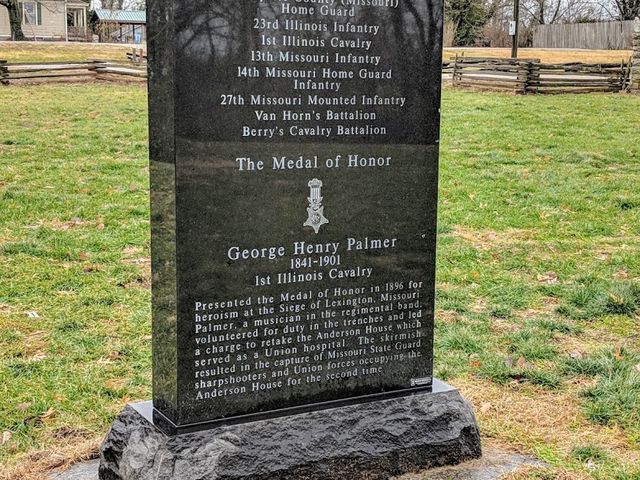 County (Missouri)
Home Guard
23rd Illinois Infantry
1st Illinois Cavalry
13th Missouri Infantry
14th Missouri Home Guard
Infantry
27th Missouri Mounted Infantry
Van Horn's Battalion
Berry's Cavalry Battalion
The Medal of Honor
George Henry Palmer
1841-1901
1st Illinois Cavalry
Presented the Medal of Honor in 1896 for
heroism at the Siege of Lexington, Missouri.
Palmer, a musician in the regimental band,
volunteered for duty in the trenches and led
a charge to retake the Anderson House which
served as a Union hospital. The skirmish
resulted in the capture of Missouri State Guard
sharpshooters and Union forces occupying the
Anderson House for the second time